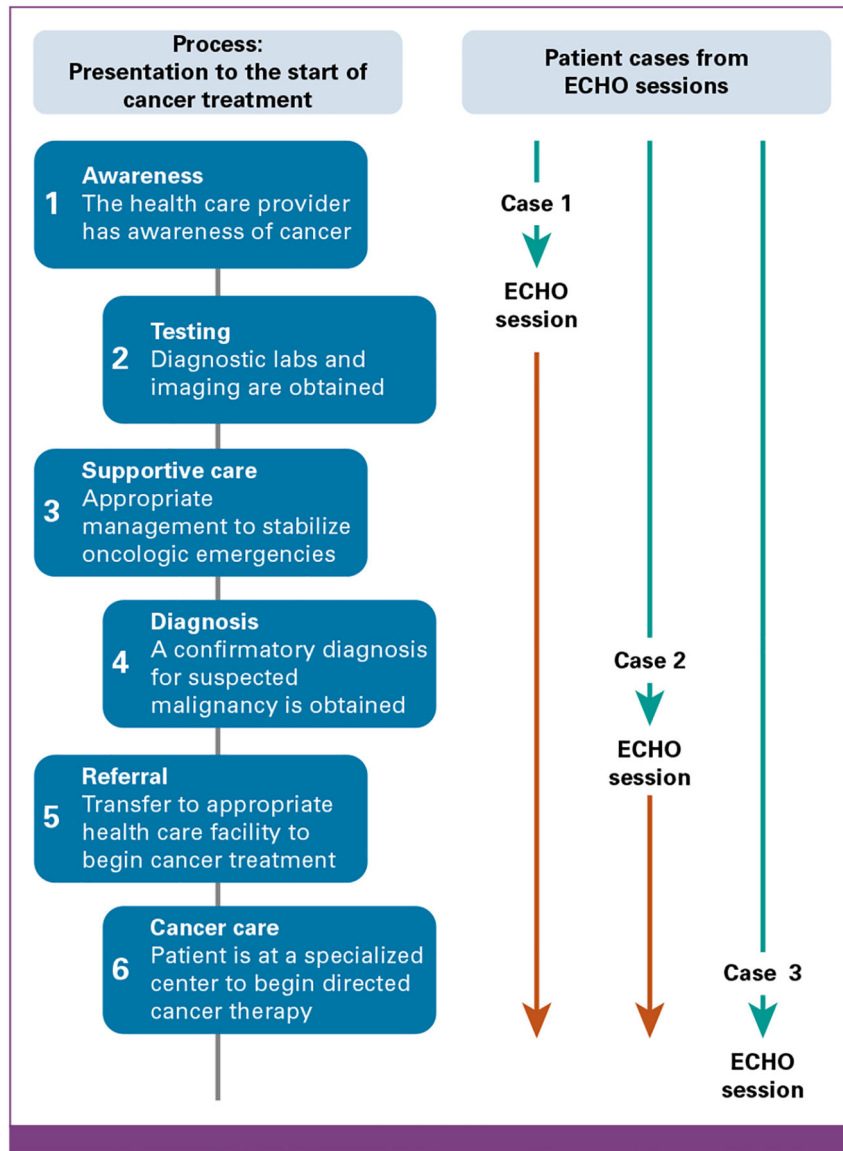 Process:
Presentation to the start of
cancer treatment
Patient cases from
ECHO sessions
1
Awareness
The health care provider
has awareness of cancer
2
Testing
Diagnostic labs and
imaging are obtained
3
Supportive care
Appropriate
management to stabilize
oncologic emergencies
4
Diagnosis
A confirmatory diagnosis
for suspected
malignancy is obtained
5
Referral
Transfer to appropriate
health care facility to
begin cancer treatment
6
Cancer care
Patient is at a specialized
center to begin directed
cancer therapy
Case 1
ECHO
session
Case 2
ECHO
session
Case 3
ECHO
session